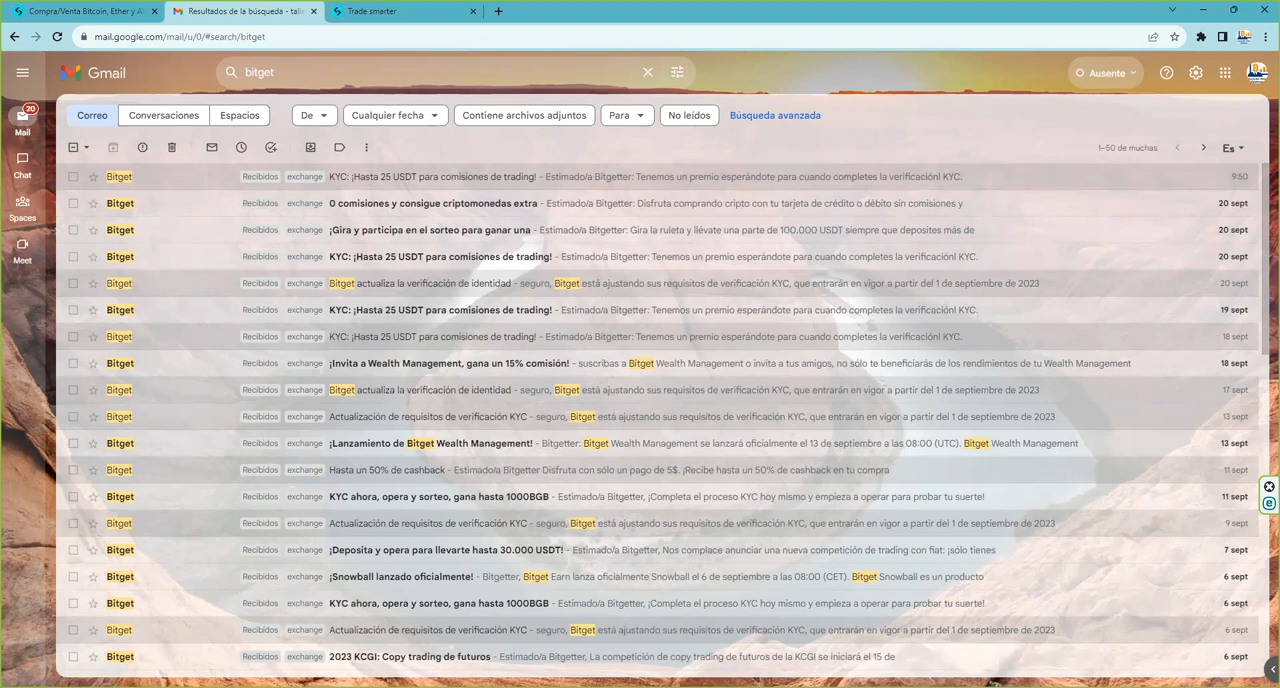 Compra/Venta Bitcoin, Ether y Al
Resultados de la búsqueda - talle
Trade smarter
mail.google.com/mail/u/0/#search/bitget
Gmail
bitget
Ausente
20
Mail
Chat
Spaces
Meet
Correo Conversaciones Espacios De Cualquier fecha Contiene archivos adjuntos Para No leídos Búsqueda avanzada
1–50 de muchas Es
Bitget Recibidos exchange KYC: ¡Hasta 25 USDT para comisiones de trading! - Estimado/a Bitgetter: Tenemos un premio esperándote para cuando completes la verificaciónl KYC. 9:50
Bitget Recibidos exchange 0 comisiones y consigue criptomonedas extra - Estimado/a Bitgetter: Disfruta comprando cripto con tu tarjeta de crédito o débito sin comisiones y 20 sept
Bitget Recibidos exchange ¡Gira y participa en el sorteo para ganar una - Estimado/a Bitgetter: Gira la ruleta y llévate una parte de 100.000 USDT siempre que deposites más de 20 sept
Bitget Recibidos exchange KYC: ¡Hasta 25 USDT para comisiones de trading! - Estimado/a Bitgetter: Tenemos un premio esperándote para cuando completes la verificaciónl KYC. 20 sept
Bitget Recibidos exchange Bitget actualiza la verificación de identidad - seguro, Bitget está ajustando sus requisitos de verificación KYC, que entrarán en vigor a partir del 1 de septiembre de 2023 20 sept
Bitget Recibidos exchange KYC: ¡Hasta 25 USDT para comisiones de trading! - Estimado/a Bitgetter: Tenemos un premio esperándote para cuando completes la verificaciónl KYC. 19 sept
Bitget Recibidos exchange KYC: ¡Hasta 25 USDT para comisiones de trading! - Estimado/a Bitgetter: Tenemos un premio esperándote para cuando completes la verificaciónl KYC. 18 sept
Bitget Recibidos exchange ¡Invita a Wealth Management, gana un 15% comisión! - suscribas a Bitget Wealth Management o invita a tus amigos, no sólo te beneficiarás de los rendimientos de tu Wealth Management 18 sept
Bitget Recibidos exchange Bitget actualiza la verificación de identidad - seguro, Bitget está ajustando sus requisitos de verificación KYC, que entrarán en vigor a partir del 1 de septiembre de 2023 17 sept
Bitget Recibidos exchange Actualización de requisitos de verificación KYC - seguro, Bitget está ajustando sus requisitos de verificación KYC, que entrarán en vigor a partir del 1 de septiembre de 2023 13 sept
Bitget Recibidos exchange ¡Lanzamiento de Bitget Wealth Management! - Bitgetter: Bitget Wealth Management se lanzará oficialmente el 13 de septiembre a las 08:00 (UTC). Bitget Wealth Management 13 sept
Bitget Recibidos exchange Hasta un 50% de cashback - Estimado/a Bitgetter Disfruta con sólo un pago de 5$. ¡Recibe hasta un 50% de cashback en tu compra 11 sept
Bitget Recibidos exchange KYC ahora, opera y sorteo, gana hasta 1000BGB - Estimado/a Bitgetter, ¡Completa el proceso KYC hoy mismo y empieza a operar para probar tu suerte! 11 sept
Bitget Recibidos exchange Actualización de requisitos de verificación KYC - seguro, Bitget está ajustando sus requisitos de verificación KYC, que entrarán en vigor a partir del 1 de septiembre de 2023 9 sept
Bitget Recibidos exchange ¡Deposita y opera para llevarte hasta 30.000 USDT! - Estimado/a Bitgetter, Nos complace anunciar una nueva competición de trading con fiat: ¡sólo tienes 7 sept
Bitget Recibidos exchange ¡Snowball lanzado oficialmente! - Bitgetter, Bitget Earn lanza oficialmente Snowball el 6 de septiembre a las 08:00 (CET). Bitget Snowball es un producto 6 sept
Bitget Recibidos exchange KYC ahora, opera y sorteo, gana hasta 1000BGB - Estimado/a Bitgetter, ¡Completa el proceso KYC hoy mismo y empieza a operar para probar tu suerte! 6 sept
Bitget Recibidos exchange Actualización de requisitos de verificación KYC - seguro, Bitget está ajustando sus requisitos de verificación KYC, que entrarán en vigor a partir del 1 de septiembre de 2023 6 sept
Bitget Recibidos exchange 2023 KCGI: Copy trading de futuros - Estimado/a Bitgetter, La competición de copy trading de futuros de la KCGI se iniciará el 15 de 6 sept